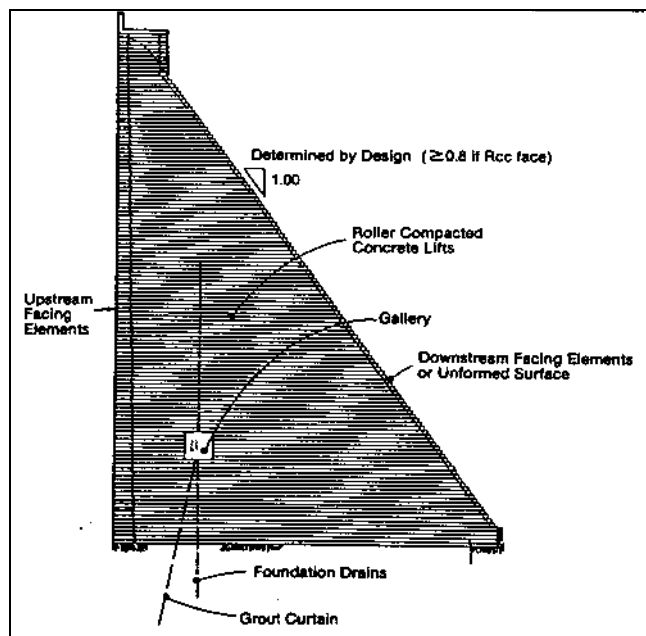 Determined by Design (≥0.8 if Rcc face)
1.00
Roller Compacted
Concrete Lifts
Upstream
Facing
Elements
Gallery
Downstream Facing Elements
or Unformed Surface
Foundation Drains
Grout Curtain